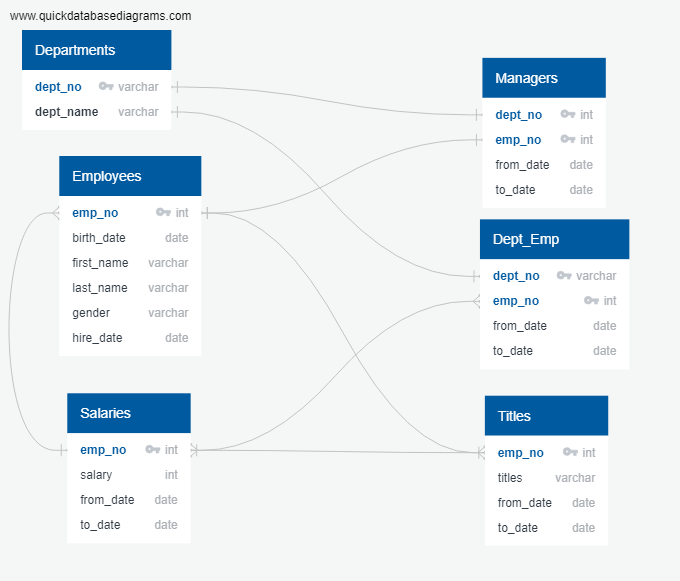 www.quickdatabasediagrams.com
Departments
dept_no varchar
dept_name varchar
Employees
emp_no int
birth_date date
first_name varchar
last_name varchar
gender varchar
hire_date date
Salaries
emp_no int
salary int
from_date date
to_date date
Managers
dept_no int
emp_no int
from_date date
to_date date
Dept_Emp
dept_no varchar
emp_no int
from_date date
to_date date
Titles
emp_no int
titles varchar
from_date date
to_date date